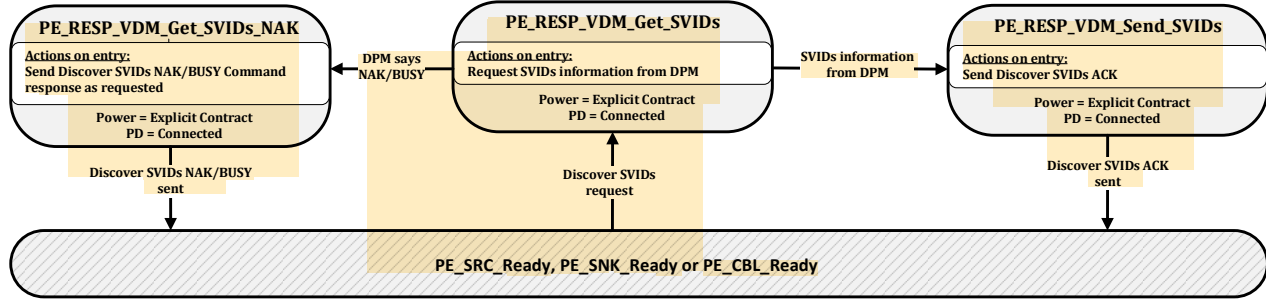 PE_RESP_VDM_Get_SVIDs_NAK
Actions on entry:
Send Discover SVIDs NAK/BUSY Command
response as requested
Power = Explicit Contract
PD = Connected
DPM says
NAK/BUSY
PE_RESP_VDM_Get_SVIDs
Actions on entry:
Request SVIDs information from DPM
Power = Explicit Contract
PD = Connected
SVIDs information
from DPM
PE_RESP_VDM_Send_SVIDs
Actions on entry:
Send Discover SVIDs ACK
Power = Explicit Contract
PD = Connected
Discover SVIDs NAK/BUSY
sent
Discover SVIDs
request
Discover SVIDs ACK
sent
PE_SRC_Ready, PE_SNK_Ready or PE_CBL_Ready